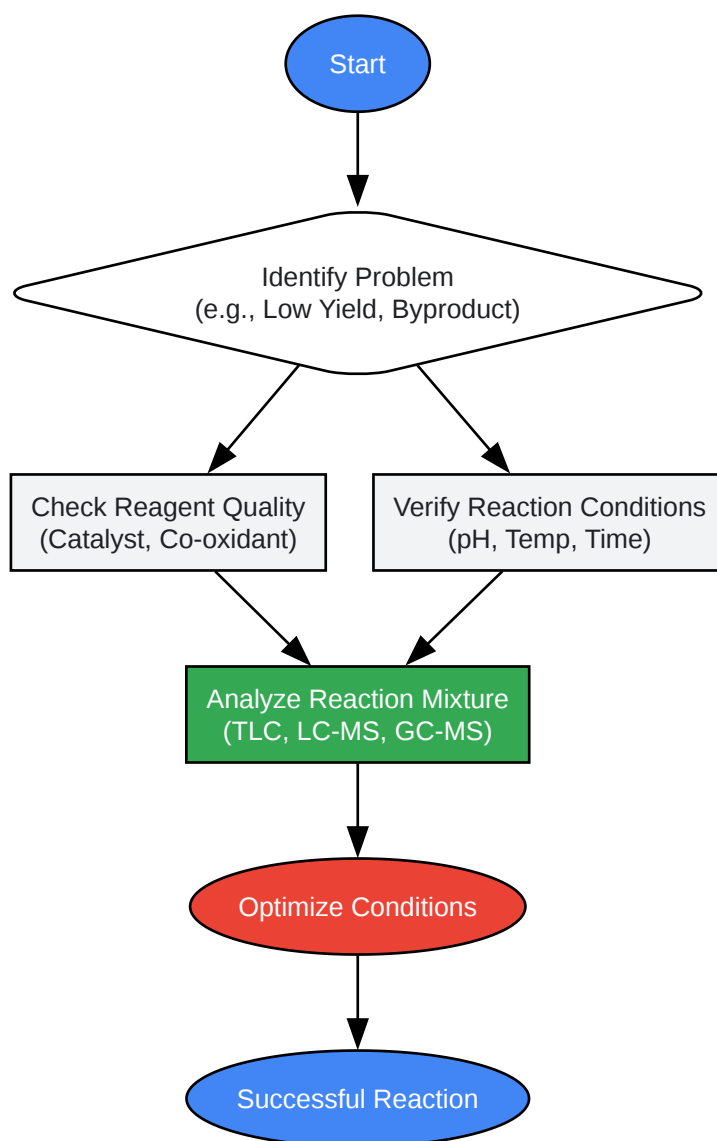 Start
Identify Problem
(e.g., Low Yield, Byproduct)
Check Reagent Quality
(Catalyst, Co-oxidant)
Verify Reaction Conditions
(pH, Temp, Time)
Analyze Reaction Mixture
(TLC, LC-MS, GC-MS)
Optimize Conditions
Successful Reaction